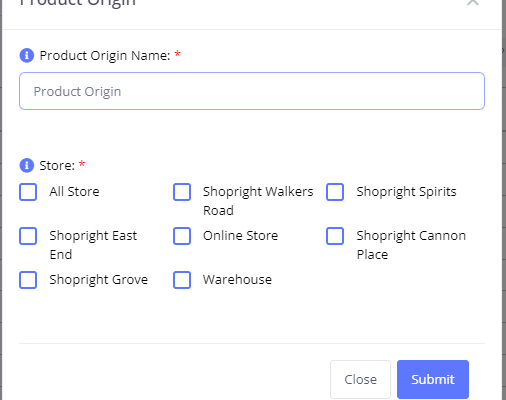 Product Origin
Product Origin Name: *
Product Origin
Store: *
All Store
Shopright Walkers
Road
Shopright Spirits
Shopright East
End
Online Store
Shopright Cannon
Place
Shopright Grove
Warehouse
Close
Submit